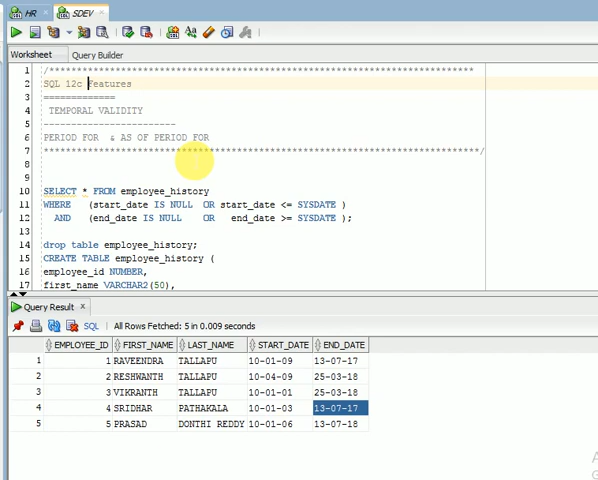 HR
SDEV
Worksheet
Query Builder
1 /*******************************************************************************
2 SQL 12c Features
3 =============
4 TEMPORAL VALIDITY
5 -------------------------
6 PERIOD FOR & AS OF PERIOD FOR
7 *******************************************************************************/
8
9
10 SELECT * FROM employee_history
11 WHERE (start_date IS NULL OR start_date <= SYSDATE )
12 AND (end_date IS NULL OR end_date >= SYSDATE );
13
14 drop table employee_history;
15 CREATE TABLE employee_history (
16 employee_id NUMBER,
17 first_name VARCHAR2(50),
Query Result x
SQL | All Rows Fetched: 5 in 0.009 seconds
EMPLOYEE_ID FIRST_NAME LAST_NAME START_DATE END_DATE
1 1 RAVEENDRA TALLAPU 10-01-09 13-07-17
2 2 RESHWANTH TALLAPU 10-04-09 25-03-18
3 3 VIKRANTH TALLAPU 10-01-01 25-03-18
4 4 SRIDHAR PATHAKALA 10-01-03 13-07-17
5 5 PRASAD DONTHI REDDY 10-01-06 13-07-18